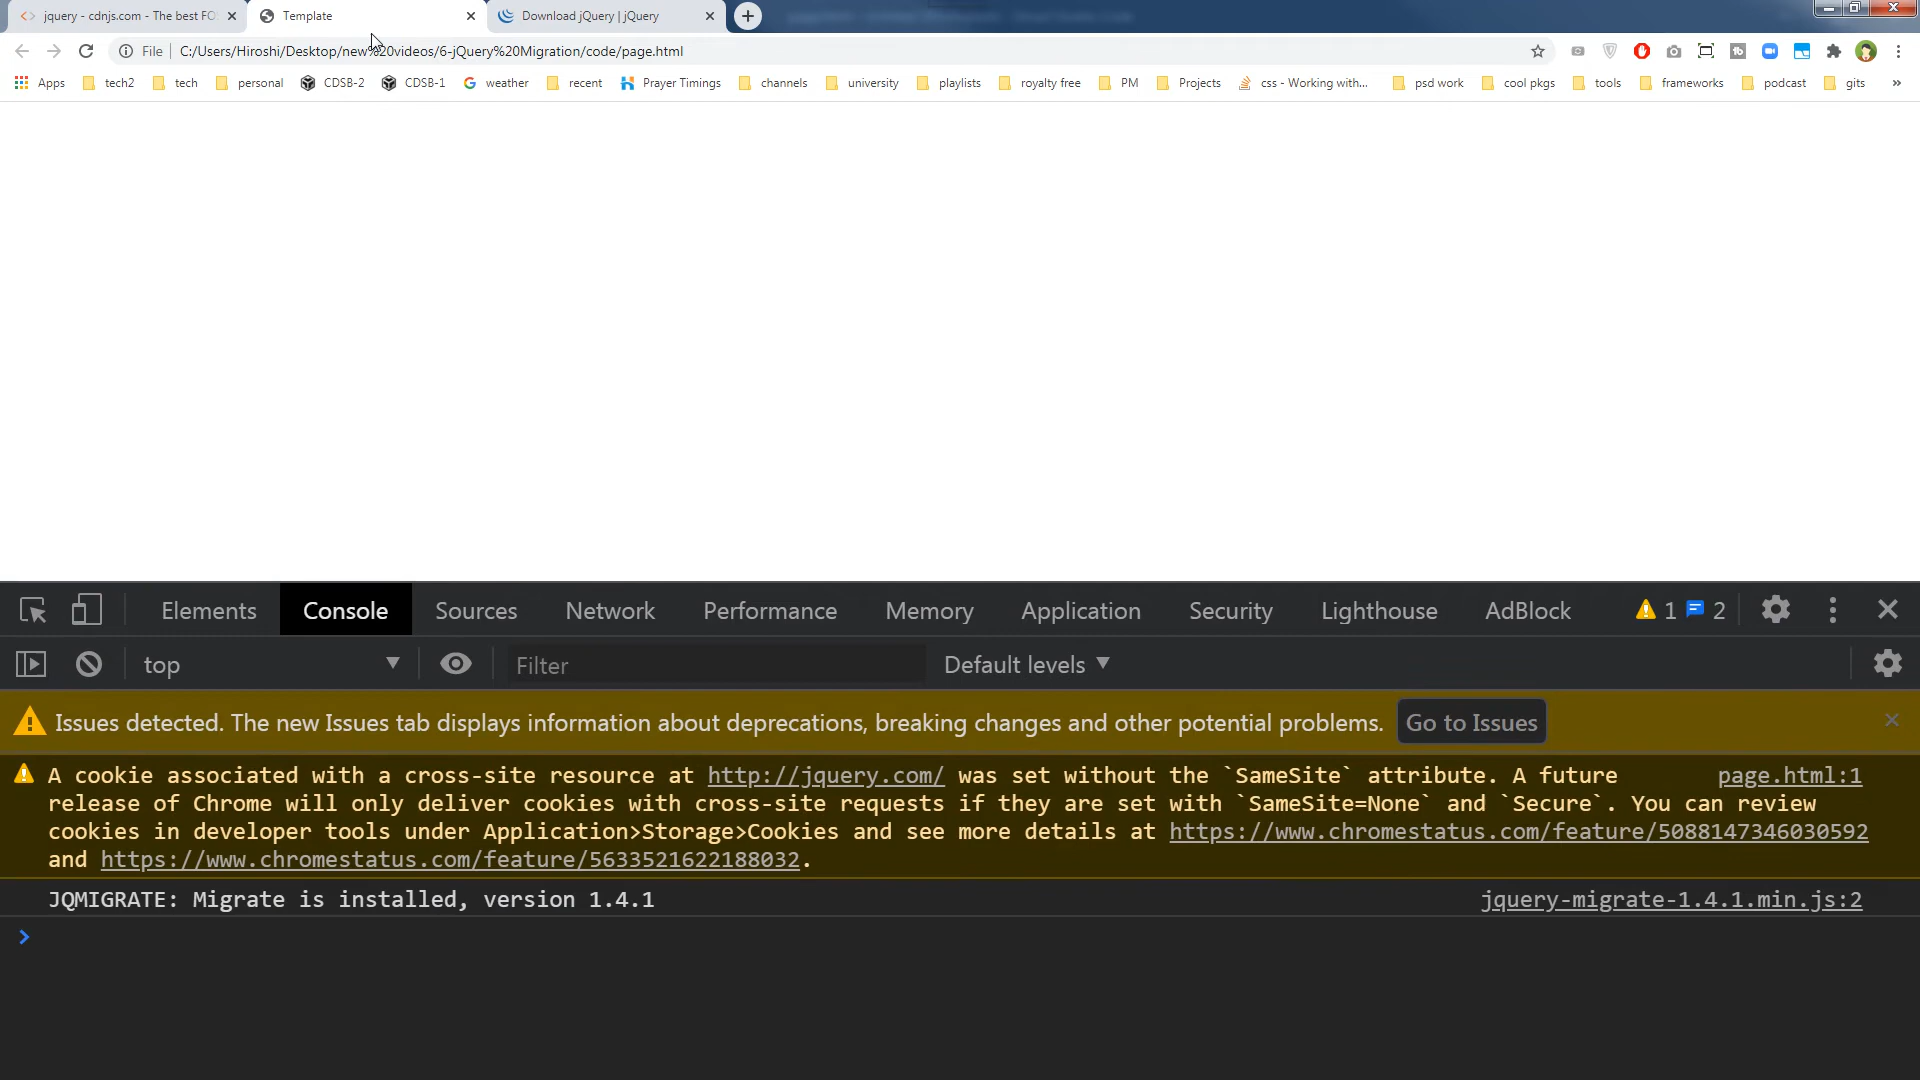 jquery - cdnjs.com - The best FO
Template
Download jQuery | jQuery
File
C:/Users/Hiroshi/Desktop/new%20videos/6-jQuery%20Migration/code/page.html
Apps
tech2
tech
personal
CDSB-2
CDSB-1
weather
recent
Prayer Timings
channels
university
playlists
royalty free
PM
Projects
css - Working with...
psd work
cool pkgs
tools
frameworks
podcast
gits
»
Elements
Console
Sources
Network
Performance
Memory
Application
Security
Lighthouse
AdBlock
1
2
top
Filter
Default levels
Issues detected. The new Issues tab displays information about deprecations, breaking changes and other potential problems.
Go to Issues
A cookie associated with a cross-site resource at http://jquery.com/ was set without the `SameSite` attribute. A future
page.html:1
release of Chrome will only deliver cookies with cross-site requests if they are set with `SameSite=None` and `Secure`. You can review
cookies in developer tools under Application>Storage>Cookies and see more details at https://www.chromestatus.com/feature/5088147346030592
and https://www.chromestatus.com/feature/5633521622188032.
JQMIGRATE: Migrate is installed, version 1.4.1
jquery-migrate-1.4.1.min.js:2